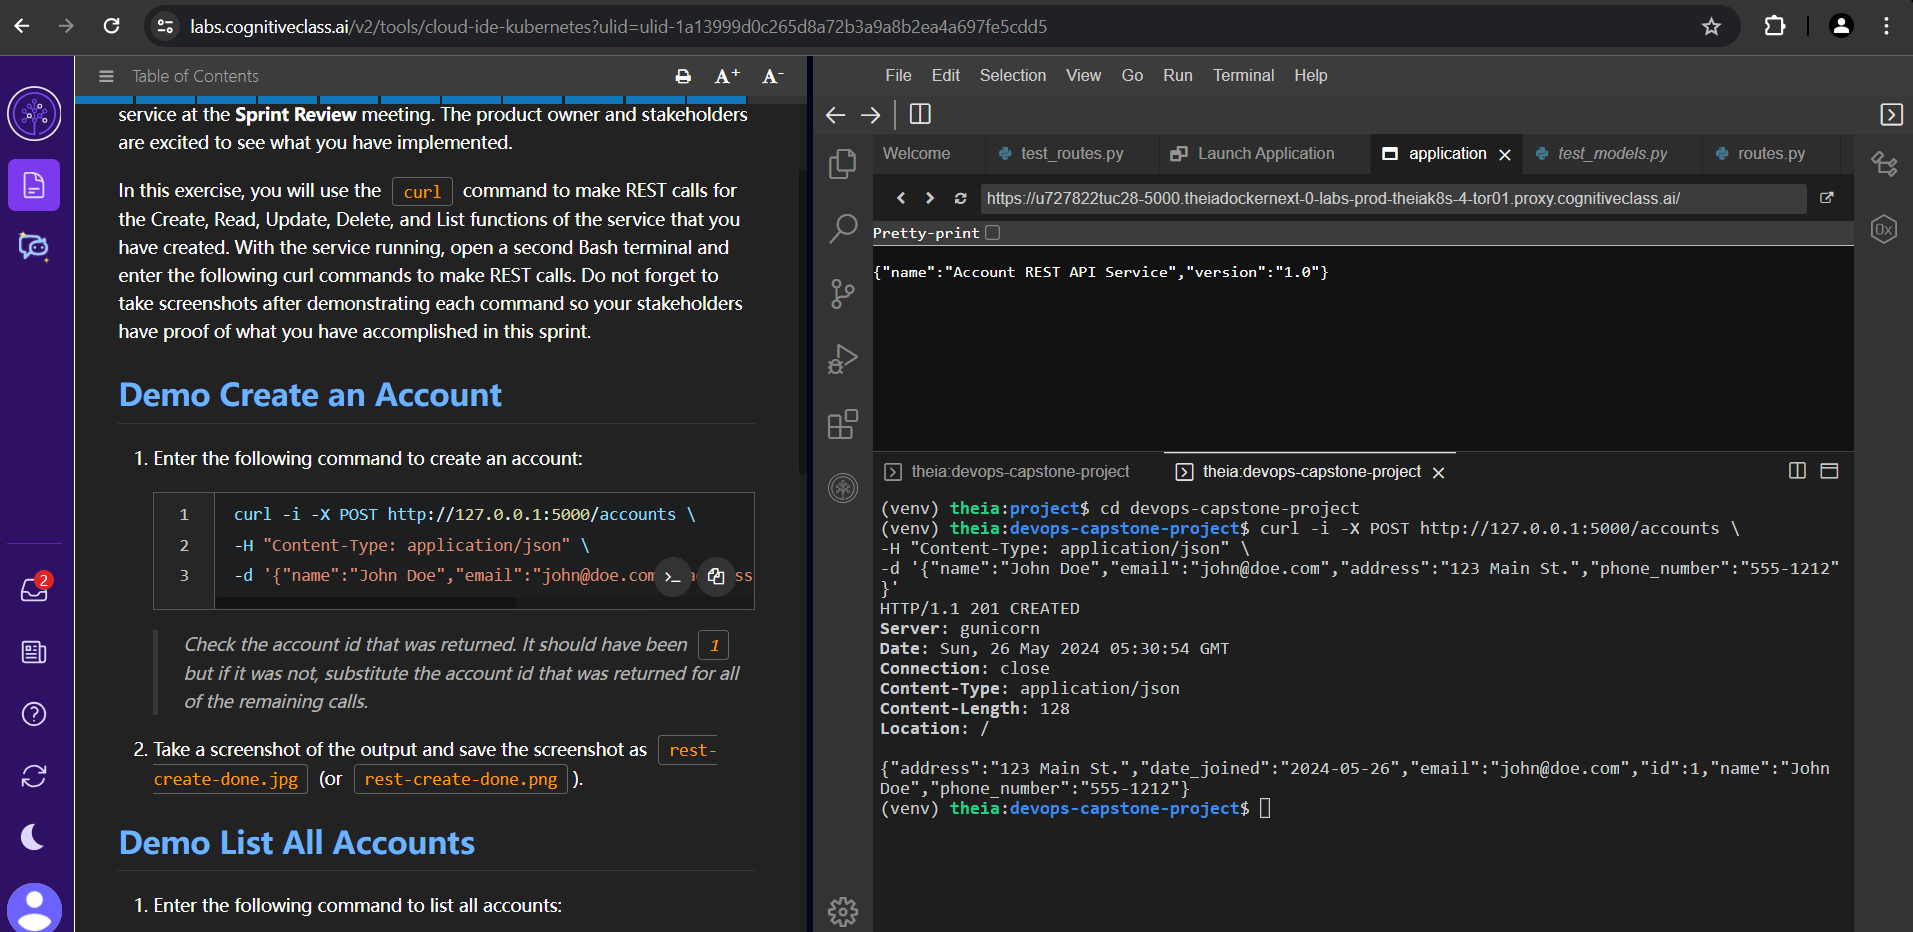 labs.cognitiveclass.ai/v2/tools/cloud-ide-kubernetes?ulid=ulid-1a13999d0c265d8a72b3a9a8b2ea4a697fe5cdd5
Table of Contents
A+ A-
service at the Sprint Review meeting. The product owner and stakeholders
are excited to see what you have implemented.
In this exercise, you will use the curl command to make REST calls for
the Create, Read, Update, Delete, and List functions of the service that you
have created. With the service running, open a second Bash terminal and
enter the following curl commands to make REST calls. Do not forget to
take screenshots after demonstrating each command so your stakeholders
have proof of what you have accomplished in this sprint.
Demo Create an Account
1. Enter the following command to create an account:
1 curl -i -X POST http://127.0.0.1:5000/accounts \
2 -H "Content-Type: application/json" \
3 -d '{"name":"John Doe","email":"john@doe.com
Check the account id that was returned. It should have been 1
but if it was not, substitute the account id that was returned for all
of the remaining calls.
2. Take a screenshot of the output and save the screenshot as rest-
create-done.jpg (or rest-create-done.png ).
Demo List All Accounts
1. Enter the following command to list all accounts:
2
File Edit Selection View Go Run Terminal Help
Welcome test_routes.py Launch Application application test_models.py routes.py
https://u727822tuc28-5000.theiadockernext-0-labs-prod-theiak8s-4-tor01.proxy.cognitiveclass.ai/
Pretty-print
{"name":"Account REST API Service","version":"1.0"}
theia:devops-capstone-project theia:devops-capstone-project
(venv) theia:project$ cd devops-capstone-project
(venv) theia:devops-capstone-project$ curl -i -X POST http://127.0.0.1:5000/accounts \
-H "Content-Type: application/json" \
-d '{"name":"John Doe","email":"john@doe.com","address":"123 Main St.","phone_number":"555-1212"
}'
HTTP/1.1 201 CREATED
Server: gunicorn
Date: Sun, 26 May 2024 05:30:54 GMT
Connection: close
Content-Type: application/json
Content-Length: 128
Location: /
{"address":"123 Main St.","date_joined":"2024-05-26","email":"john@doe.com","id":1,"name":"John
Doe","phone_number":"555-1212"}
(venv) theia:devops-capstone-project$
0x